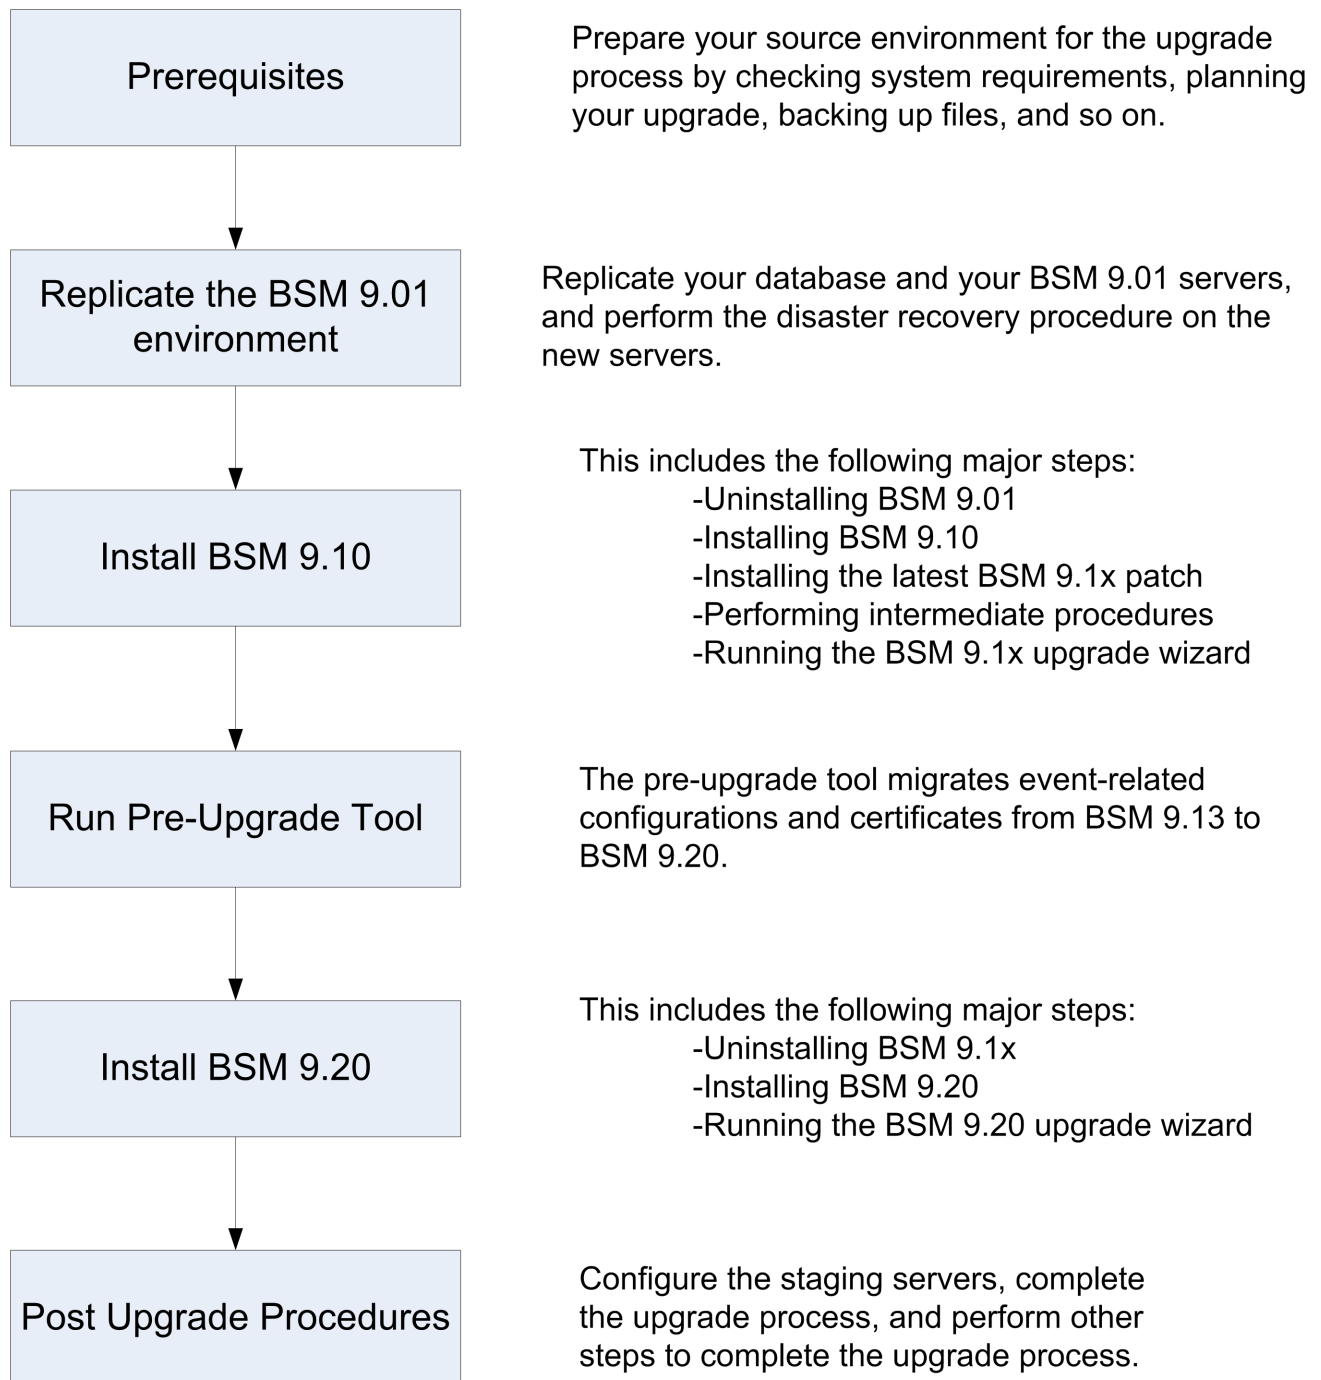 Prerequisites
Prepare your source environment for the upgrade
process by checking system requirements, planning
your upgrade, backing up files, and so on.
Replicate the BSM 9.01
environment
Replicate your database and your BSM 9.01 servers,
and perform the disaster recovery procedure on the
new servers.
Install BSM 9.10
This includes the following major steps:
-Uninstalling BSM 9.01
-Installing BSM 9.10
-Installing the latest BSM 9.1x patch
-Performing intermediate procedures
-Running the BSM 9.1x upgrade wizard
Run Pre-Upgrade Tool
The pre-upgrade tool migrates event-related
configurations and certificates from BSM 9.13 to
BSM 9.20.
Install BSM 9.20
This includes the following major steps:
-Uninstalling BSM 9.1x
-Installing BSM 9.20
-Running the BSM 9.20 upgrade wizard
Post Upgrade Procedures
Configure the staging servers, complete
the upgrade process, and perform other
steps to complete the upgrade process.